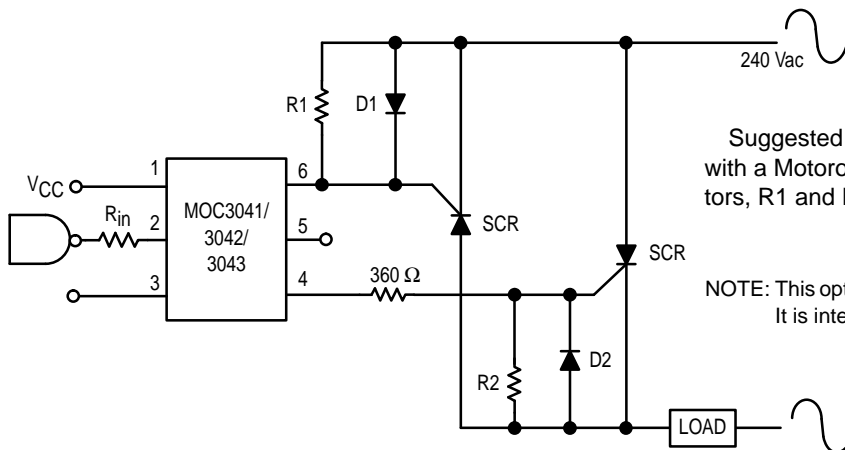 240 Vac
R1
D1
Suggested
with a Motoro
tors, R1 and
1
6
VCC
MOC3041/
3042/
3043
Rin
2
5
SCR
SCR
3
4
360 Ω
NOTE: This opt
It is inte
R2
D2
LOAD